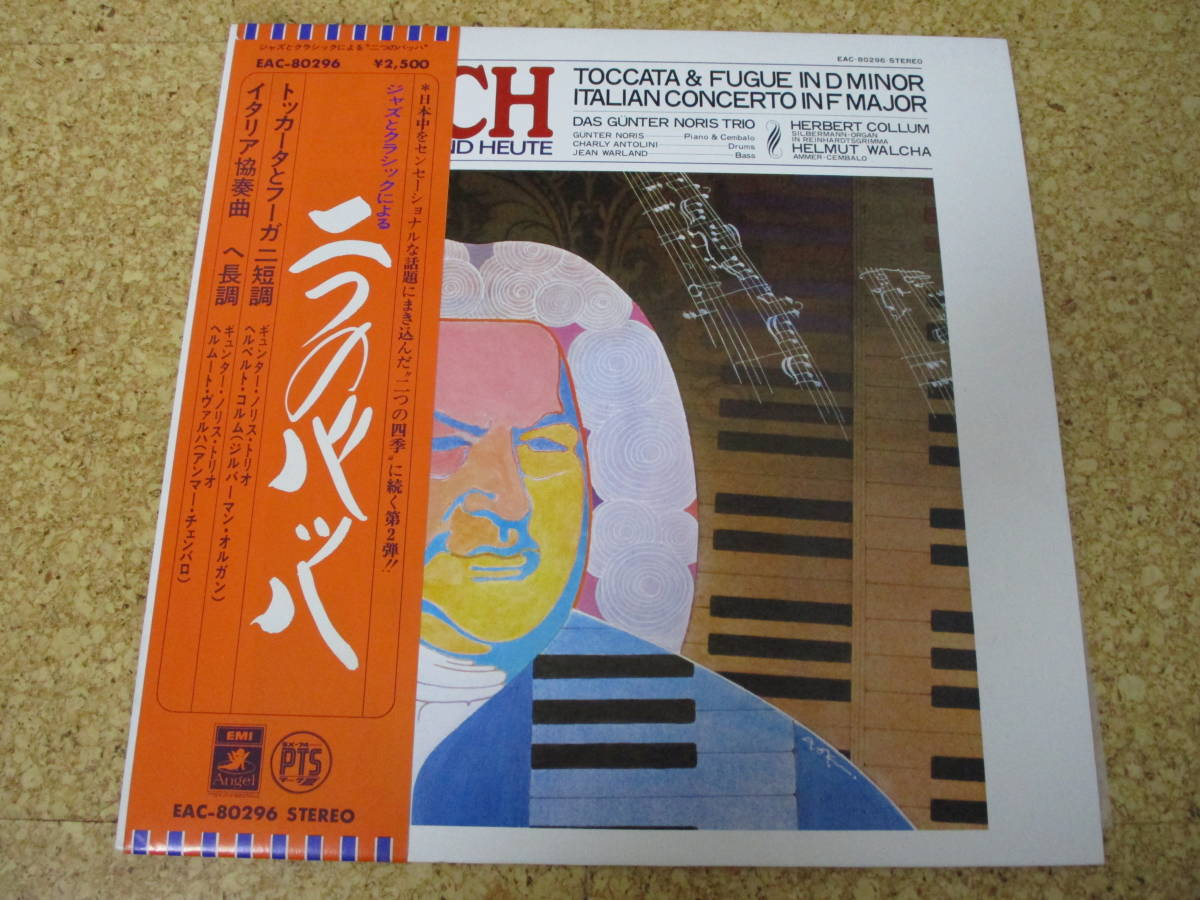 ジャズとクラシックによる"二つのバッハ"
EAC-80296 ¥2,500
*日本中をセンセーショナルな話題にまき込んだ"二つの四季"に続く第2弾!!
ジャズとクラシックによる
二つのバッハ
トッカータとフーガ ニ短調
ギュンター・ノリス・トリオ
ヘルベルト・コルム(ジルバーマン・オルガン)
イタリア協奏曲 ヘ長調
ギュンター・ノリス・トリオ
ヘルムート・ヴァルハ(アンマー・チェンバロ)
EMI
Angel
SX-74
PTS
マーク
EAC-80296 STEREO
EAC-80296 STEREO
CH
ND HEUTE
TOCCATA & FUGUE IN D MINOR
ITALIAN CONCERTO IN F MAJOR
DAS GÜNTER NORIS TRIO
GÜNTER NORIS Piano & Cembalo
CHARLY ANTOLINI Drums
JEAN WARLAND Bass
HERBERT COLLUM
SILBERMANN-ORGAN
IN REINHARDTSGRIMMA
HELMUT WALCHA
AMMER-CEMBALO